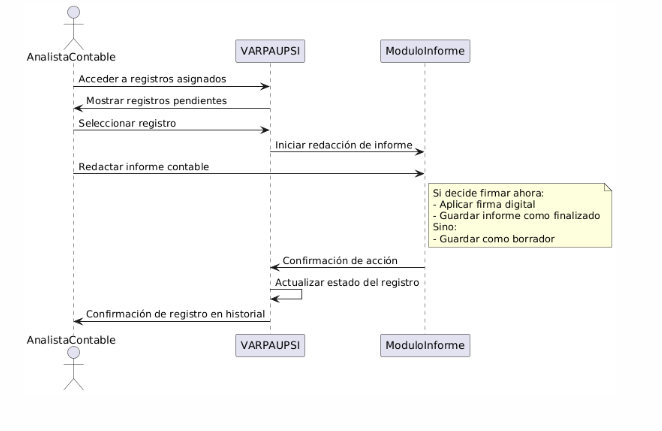 AnalistaContable
VARPAUPSI
ModuloInforme
Acceder a registros asignados
Mostrar registros pendientes
Seleccionar registro
Iniciar redacción de informe
Redactar informe contable
Si decide firmar ahora:
- Aplicar firma digital
- Guardar informe como finalizado
Sino:
- Guardar como borrador
Confirmación de acción
Actualizar estado del registro
Confirmación de registro en historial
AnalistaContable
VARPAUPSI
ModuloInforme